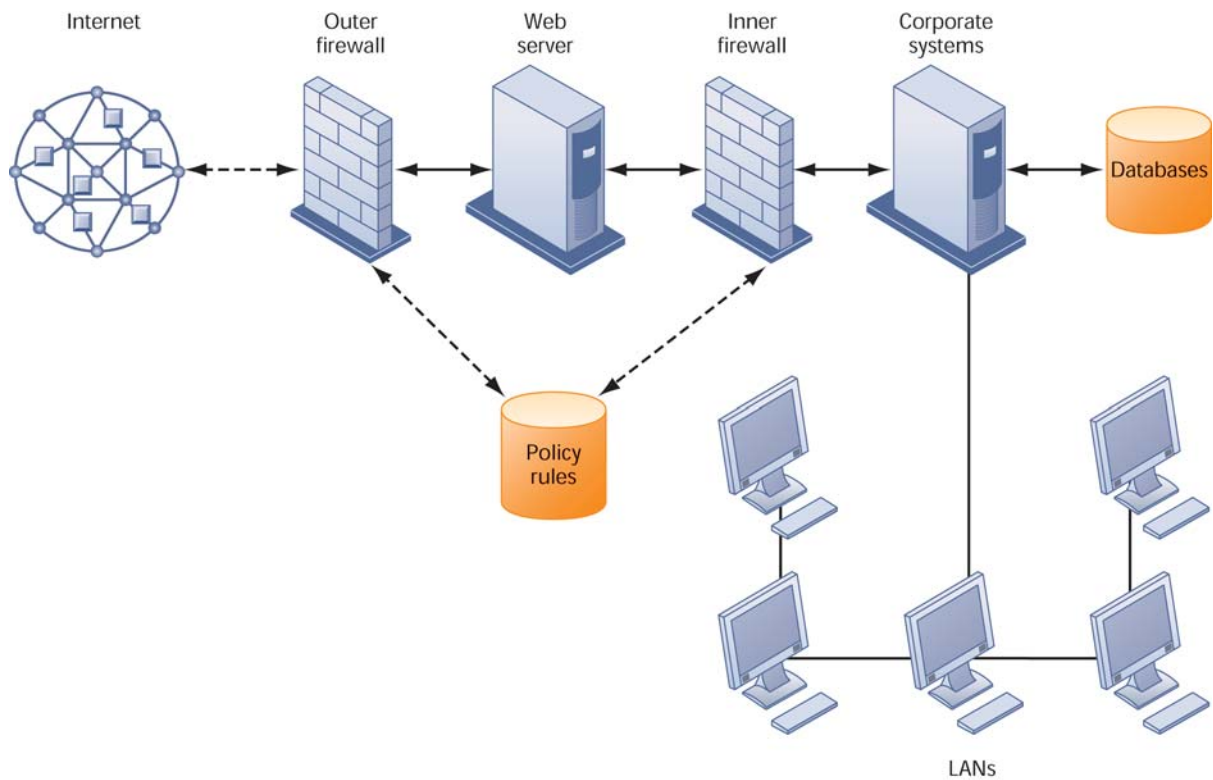 Internet
Outer
firewall
Web
server
Inner
firewall
Corporate
systems
Databases
Policy
rules
LANs